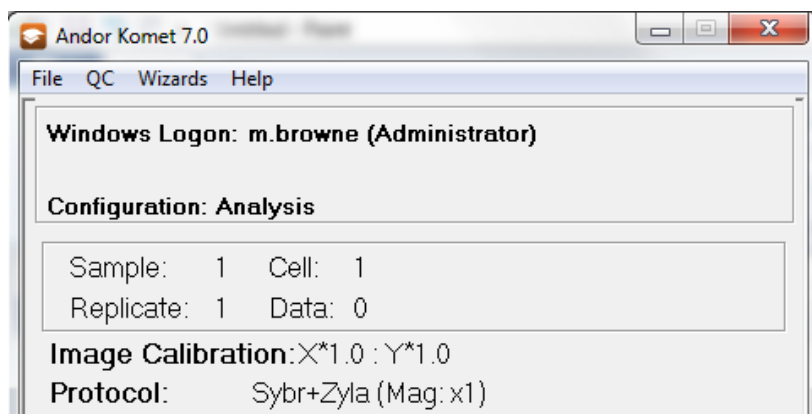 Andor Komet 7.0
File QC Wizards Help
Windows Logon: m.browne (Administrator)
Configuration: Analysis
Sample: 1 Cell: 1
Replicate: 1 Data: 0
Image Calibration:X*1.0 : Y*1.0
Protocol: Sybr+Zyla (Mag: x1)